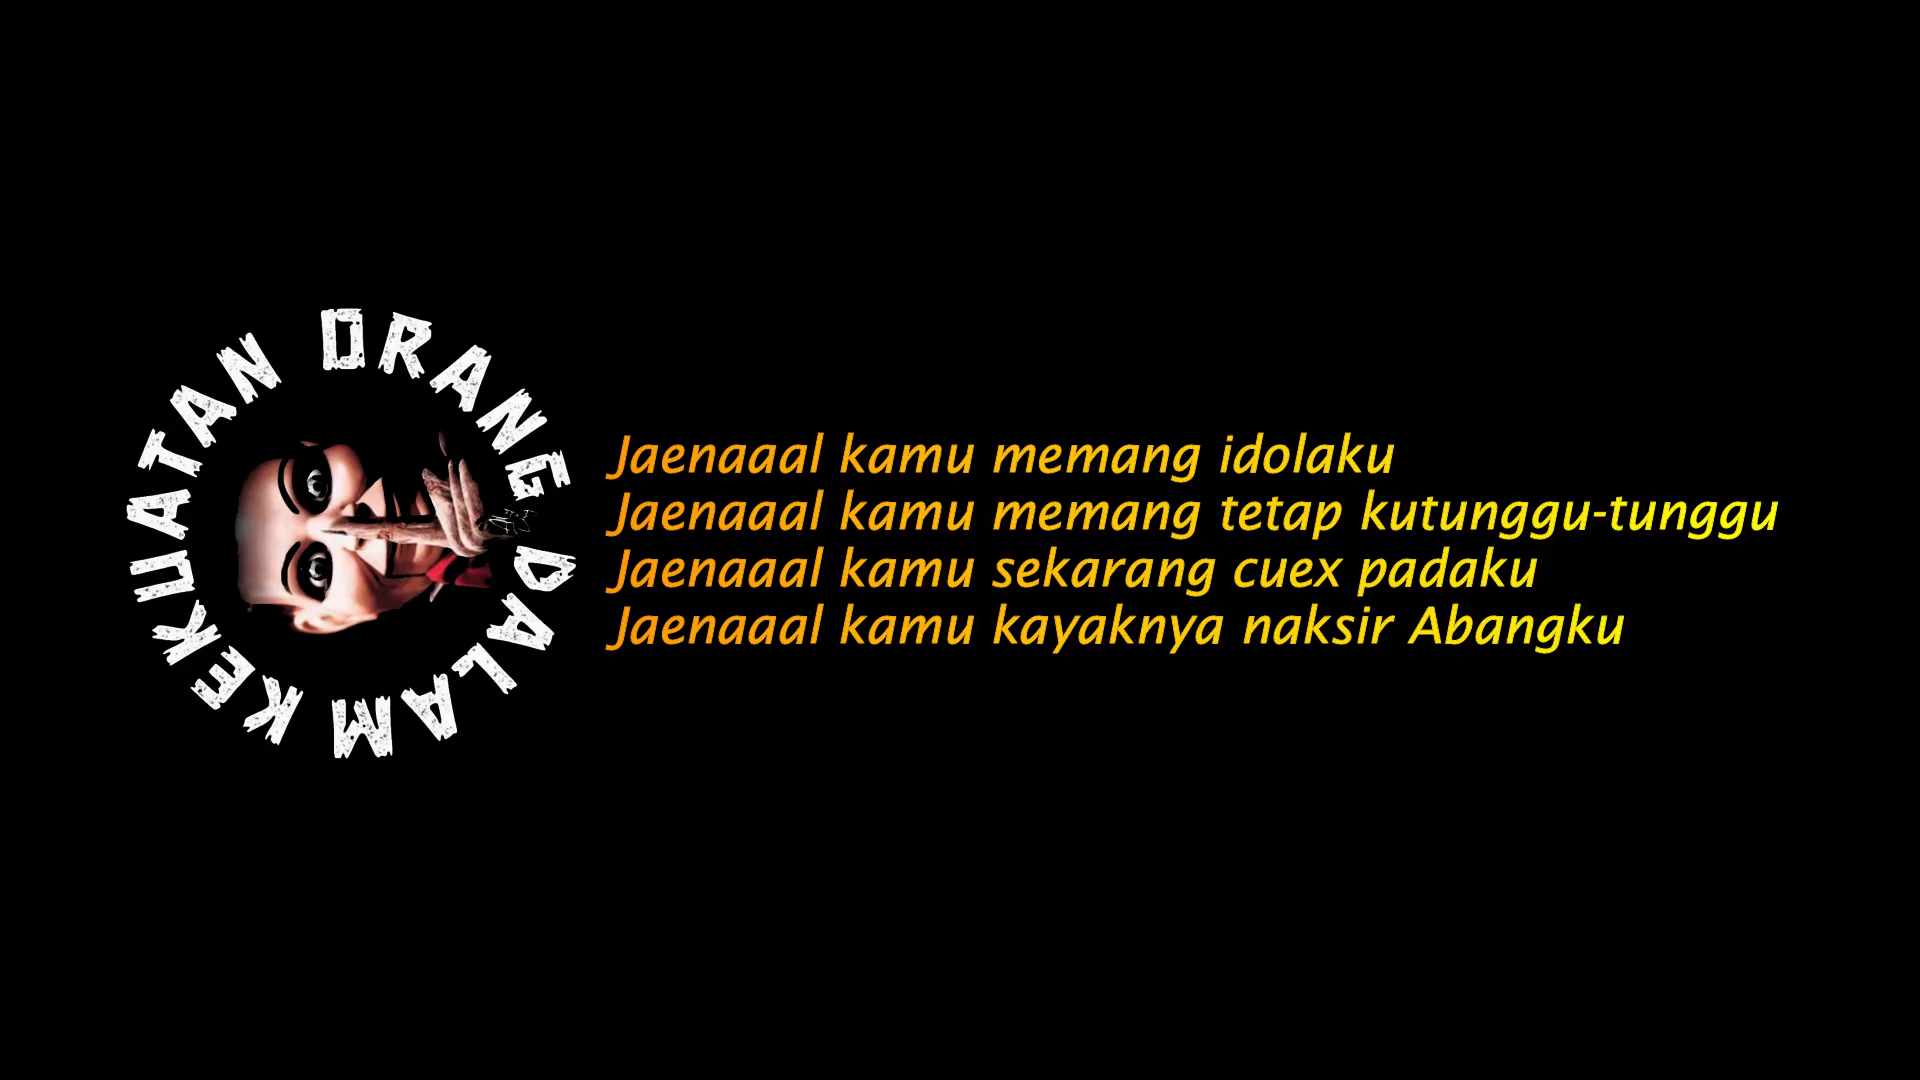 KEKUATAN ORANG DALAM
Jaenaaal kamu memang idolaku
Jaenaaal kamu memang tetap kutunggu-tunggu
Jaenaaal kamu sekarang cuex padaku
Jaenaaal kamu kayaknya naksir Abangku